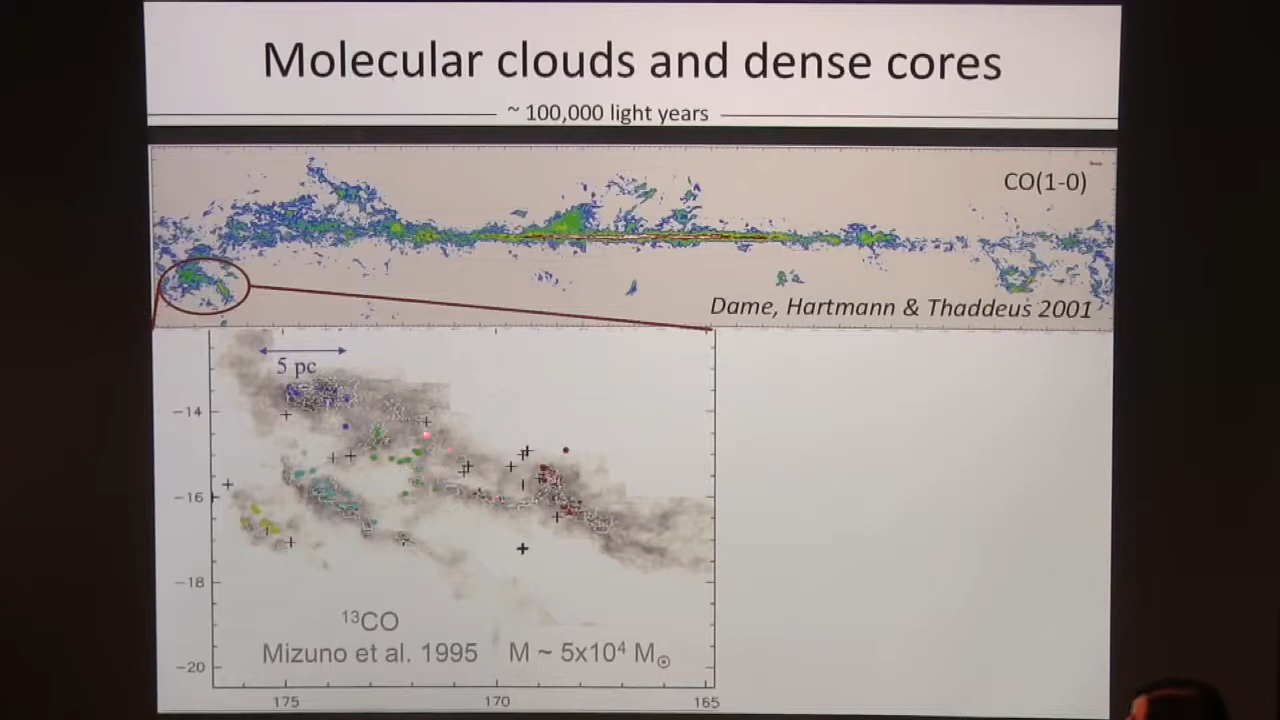 Molecular clouds and dense cores
~ 100,000 light years
CO(1-0)
Dame, Hartmann & Thaddeus 2001
5 pc
−14
−16
−18
−20
¹³CO
Mizuno et al. 1995 M ~ 5x10⁴ M☉
175 170 165